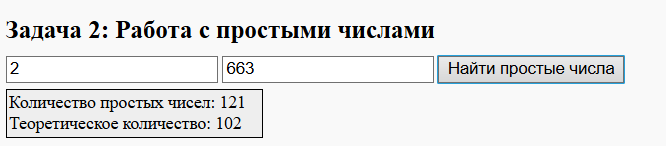 Задача 2: Работа с простыми числами
2 663 Найти простые числа
Количество простых чисел: 121
Теоретическое количество: 102